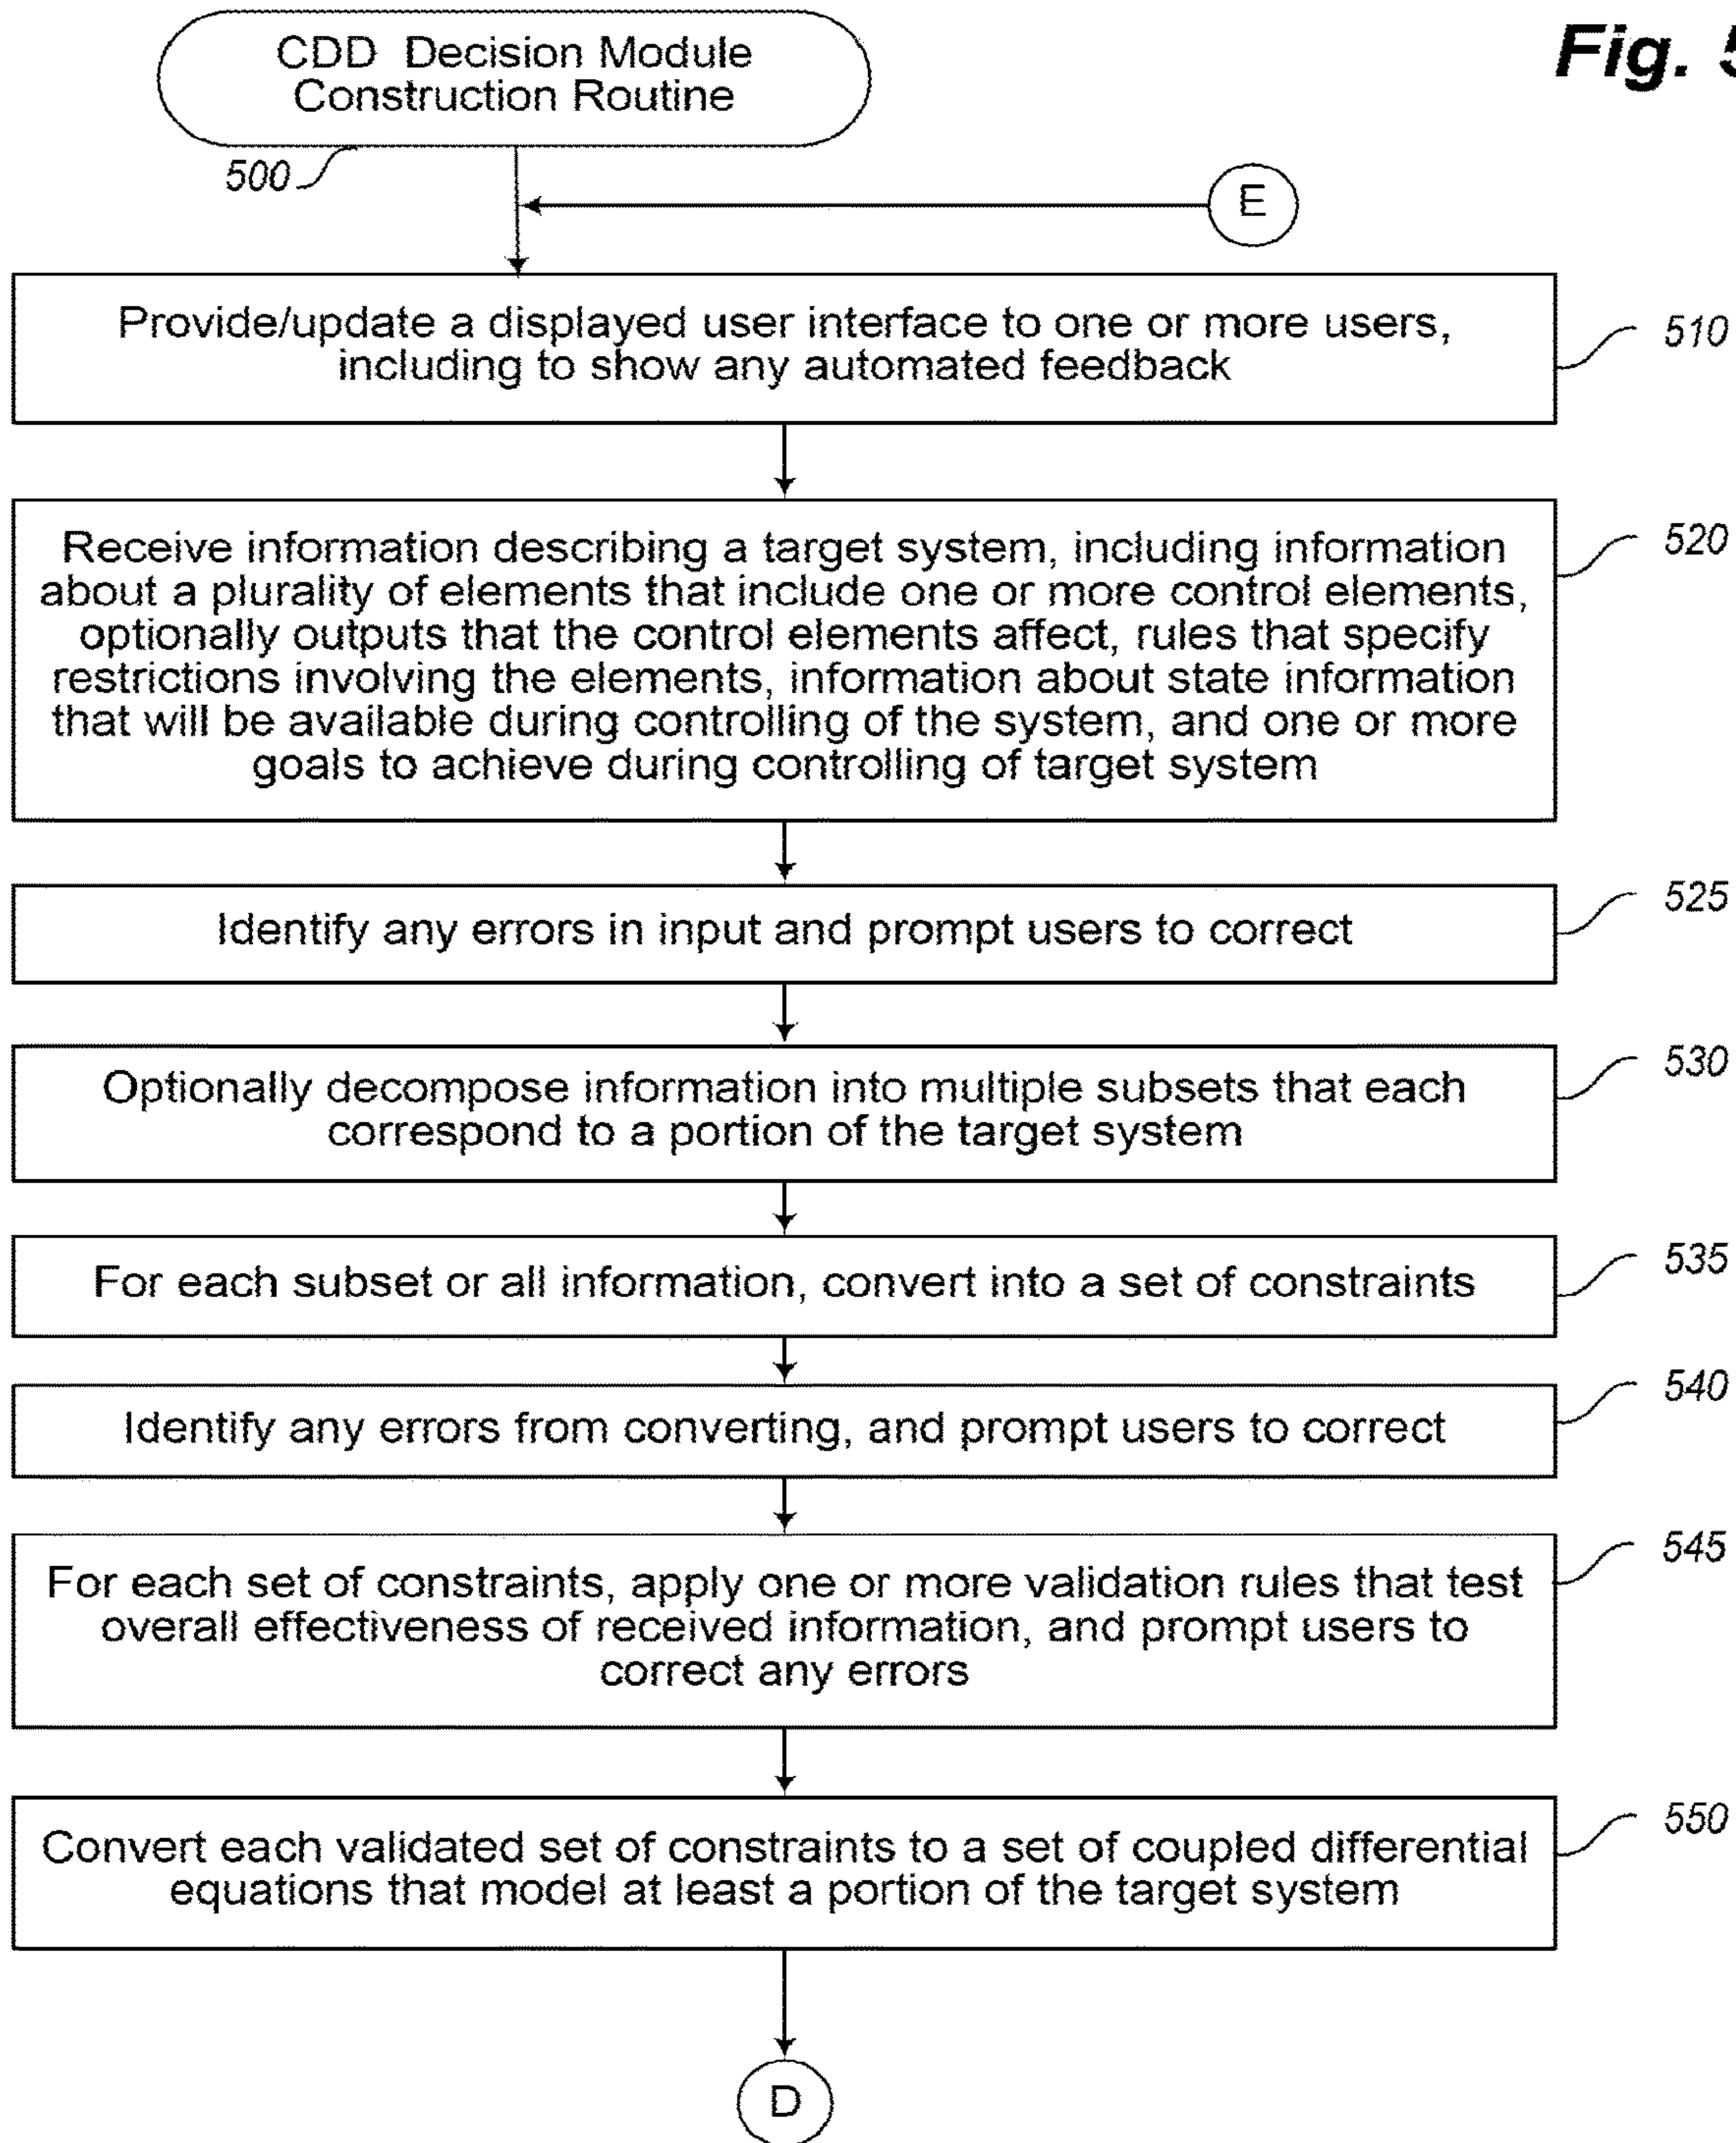 Fig. 5
CDD Decision Module
Construction Routine
500
E
Provide/update a displayed user interface to one or more users,
including to show any automated feedback
510
Receive information describing a target system, including information
about a plurality of elements that include one or more control elements,
optionally outputs that the control elements affect, rules that specify
restrictions involving the elements, information about state information
that will be available during controlling of the system, and one or more
goals to achieve during controlling of target system
520
Identify any errors in input and prompt users to correct
525
Optionally decompose information into multiple subsets that each
correspond to a portion of the target system
530
For each subset or all information, convert into a set of constraints
535
Identify any errors from converting, and prompt users to correct
540
For each set of constraints, apply one or more validation rules that test
overall effectiveness of received information, and prompt users to
correct any errors
545
Convert each validated set of constraints to a set of coupled differential
equations that model at least a portion of the target system
550
D